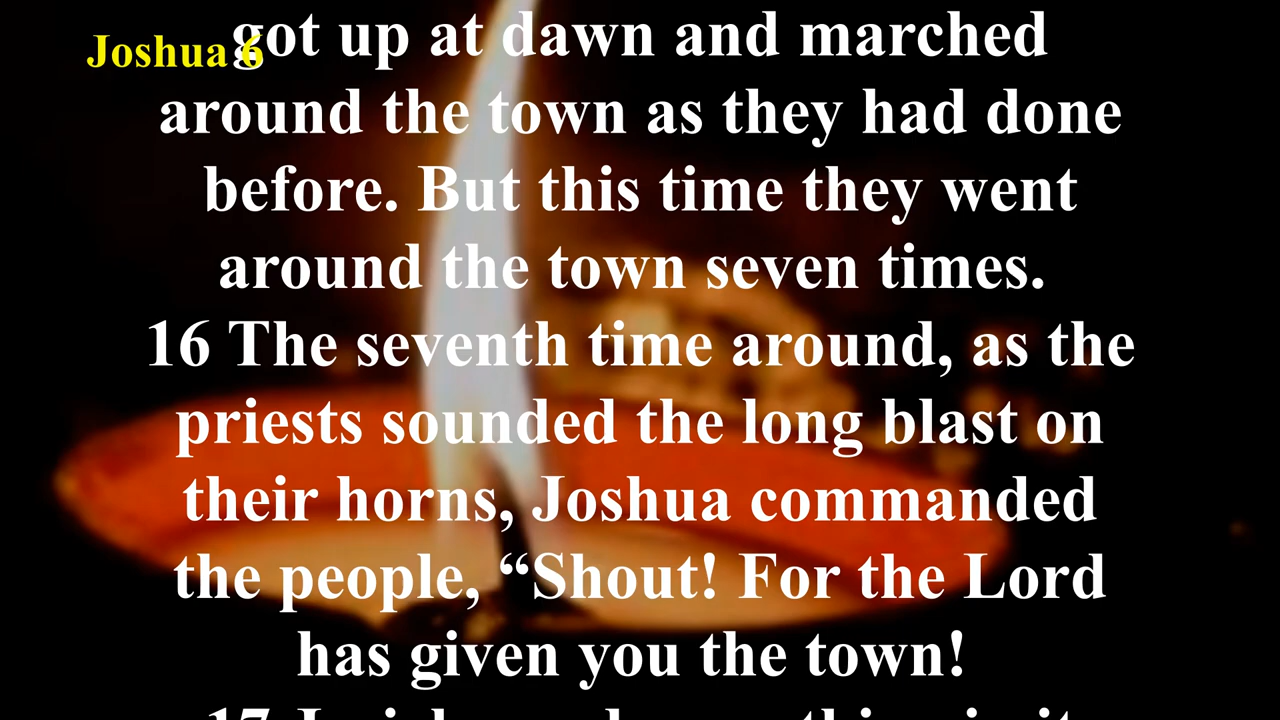 Joshua 6
got up at dawn and marched
around the town as they had done
before. But this time they went
around the town seven times.
16 The seventh time around, as the
priests sounded the long blast on
their horns, Joshua commanded
the people, “Shout! For the Lord
has given you the town!